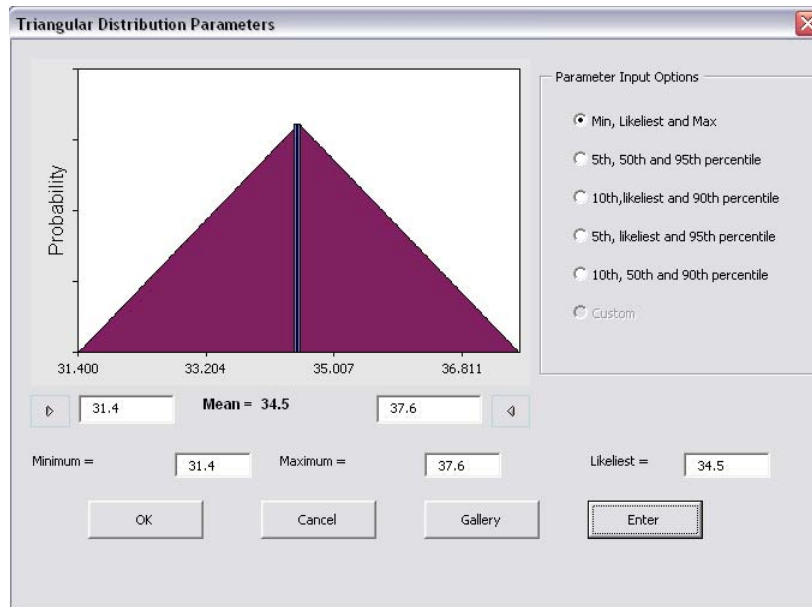 Triangular Distribution Parameters
Probability
31.400 33.204 35.007 36.811
31.4 Mean = 34.5 37.6
Parameter Input Options
Min, Likeliest and Max
5th, 50th and 95th percentile
10th,likeliest and 90th percentile
5th, likeliest and 95th percentile
10th, 50th and 90th percentile
Custom
Minimum = 31.4 Maximum = 37.6 Likeliest = 34.5
OK Cancel Gallery Enter